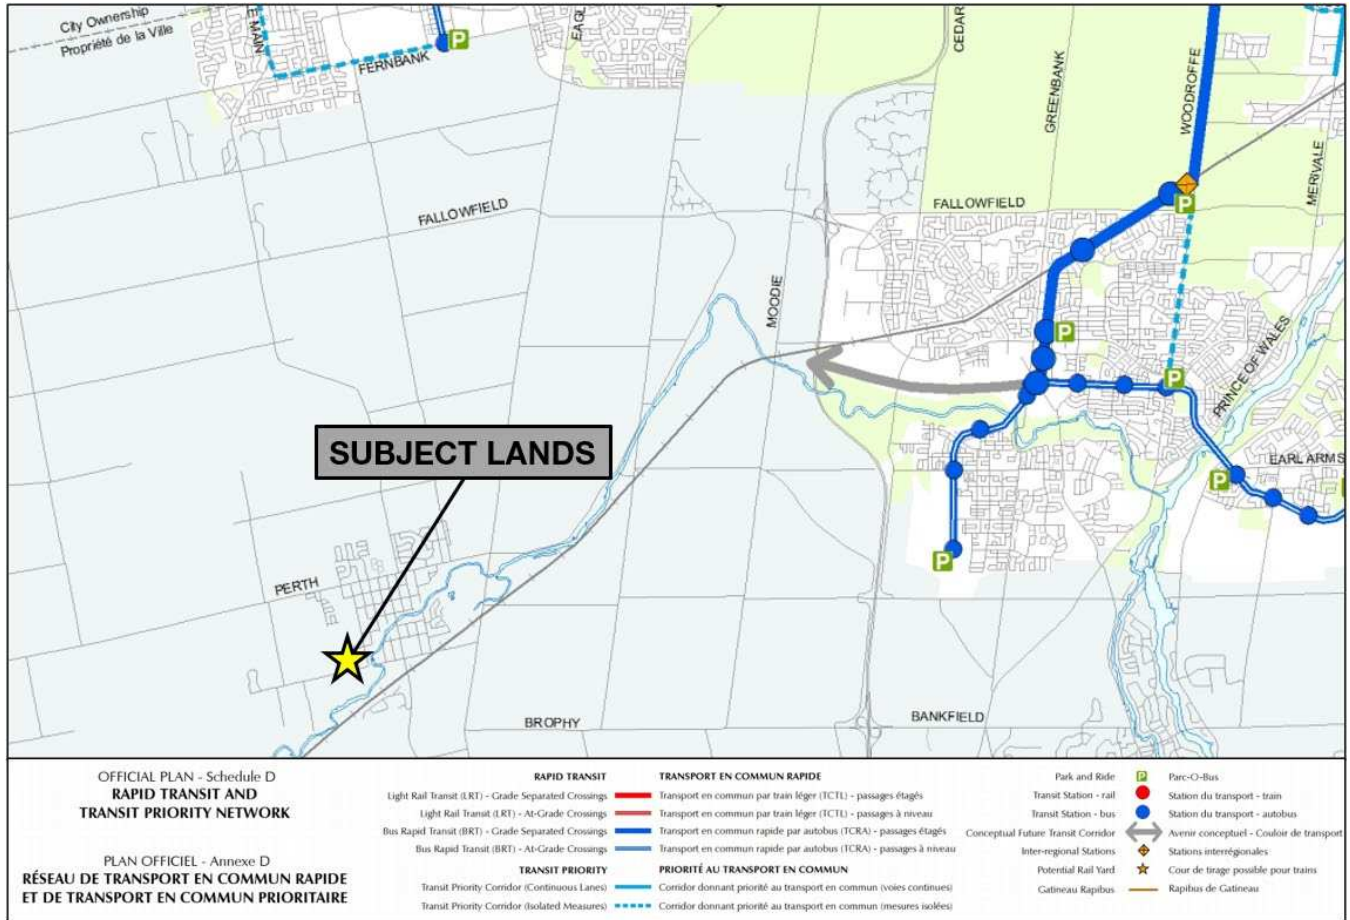 City Ownership
Propriété de la Ville
FERNBANK
P
CEDAR
GREENBANK
WOODROFFE
MERIVALE
FALLOWFIELD
FALLOWFIELD
P
MOODIE
P
P
PRINCE OF WALES
EARL ARMS
P
SUBJECT LANDS
P
PERTH
BROPHY
BANKFIELD
OFFICIAL PLAN - Schedule D
RAPID TRANSIT AND
TRANSIT PRIORITY NETWORK
PLAN OFFICIEL - Annexe D
RÉSEAU DE TRANSPORT EN COMMUN RAPIDE
ET DE TRANSPORT EN COMMUN PRIORITAIRE
RAPID TRANSIT TRANSPORT EN COMMUN RAPIDE
Light Rail Transit (LRT) - Grade Separated Crossings Transport en commun par train léger (TCTL) - passages étagés
Light Rail Transit (LRT) - At-Grade Crossings Transport en commun par train léger (TCTL) - passages à niveau
Bus Rapid Transit (BRT) - Grade Separated Crossings Transport en commun rapide par autobus (TCRA) - passages étagés
Bus Rapid Transit (BRT) - At-Grade Crossings Transport en commun rapide par autobus (TCRA) - passages à niveau
TRANSIT PRIORITY PRIORITÉ AU TRANSPORT EN COMMUN
Transit Priority Corridor (Continuous Lanes) Corridor donnant priorité au transport en commun (voies continues)
Transit Priority Corridor (Isolated Measures) Corridor donnant priorité au transport en commun (mesures isolées)
Park and Ride P Parc-O-Bus
Transit Station - rail Station du transport - train
Transit Station - bus Station du transport - autobus
Conceptual Future Transit Corridor Avenir conceptuel - Couloir de transport
Inter-regional Stations Stations interrégionales
Potential Rail Yard Cour de tirage possible pour trains
Gatineau Rapibus Rapibus de Gatineau